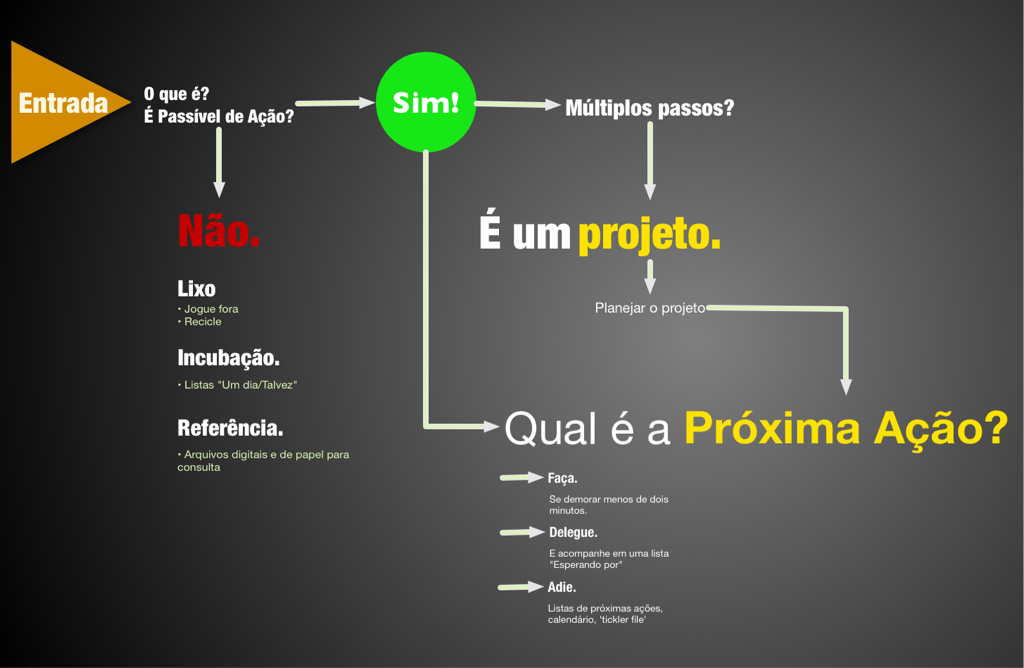 Entrada
O que é?
É Passível de Ação?
Sim!
Múltiplos passos?
Não.
É um projeto.
Lixo
• Jogue fora
• Recicle
Planejar o projeto
Incubação.
• Listas "Um dia/Talvez"
Referência.
• Arquivos digitais e de papel para
consulta
Qual é a Próxima Ação?
Faça.
Se demorar menos de dois
minutos.
Delegue.
E acompanhe em uma lista
"Esperando por"
Adie.
Listas de próximas ações,
calendário, 'tickler file'